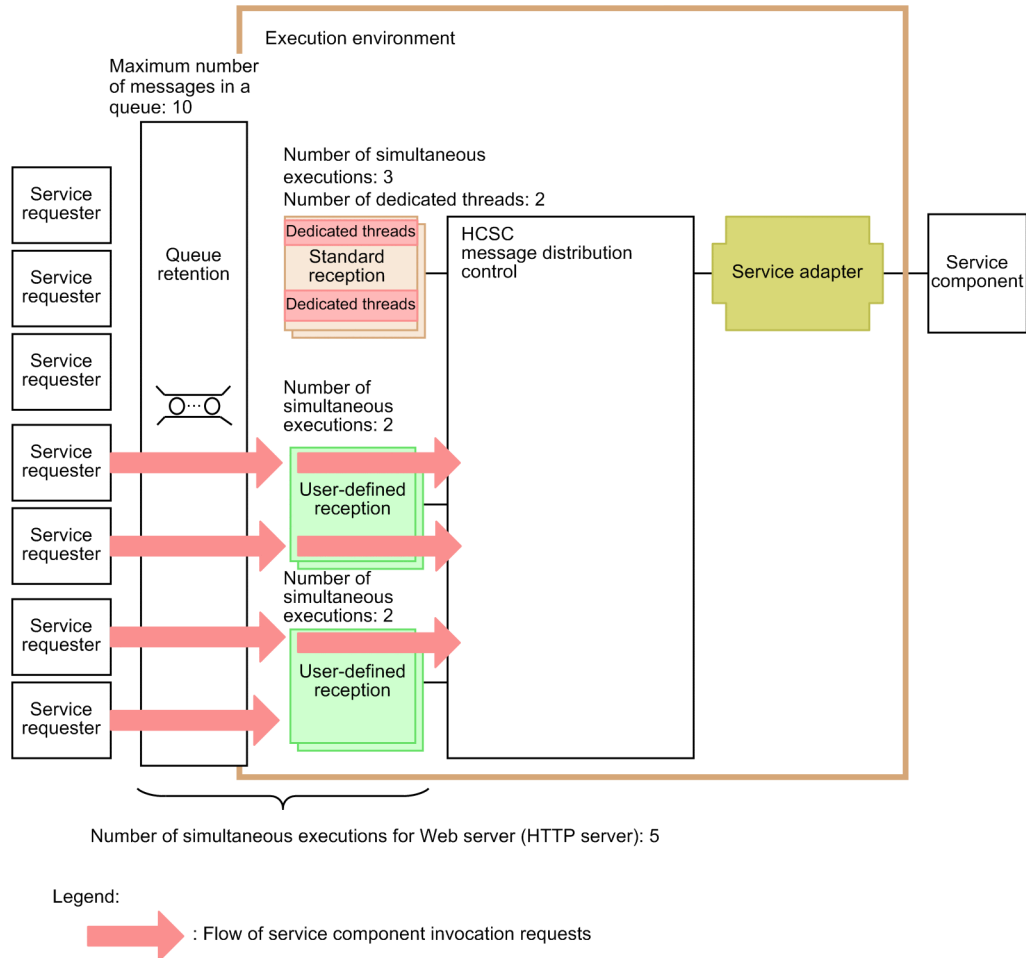 Execution environment
Maximum number
of messages in a
queue: 10
Number of simultaneous
executions: 3
Number of dedicated threads: 2
Service
requester
Service
requester
Service
requester
Service
requester
Service
requester
Service
requester
Service
requester
Queue
retention
...
Dedicated threads
Standard
reception
Dedicated threads
HCSC
message distribution
control
Service adapter
Service
component
Number of
simultaneous
executions: 2
User-defined
reception
Number of
simultaneous
executions: 2
User-defined
reception
Number of simultaneous executions for Web server (HTTP server): 5
Legend:
: Flow of service component invocation requests